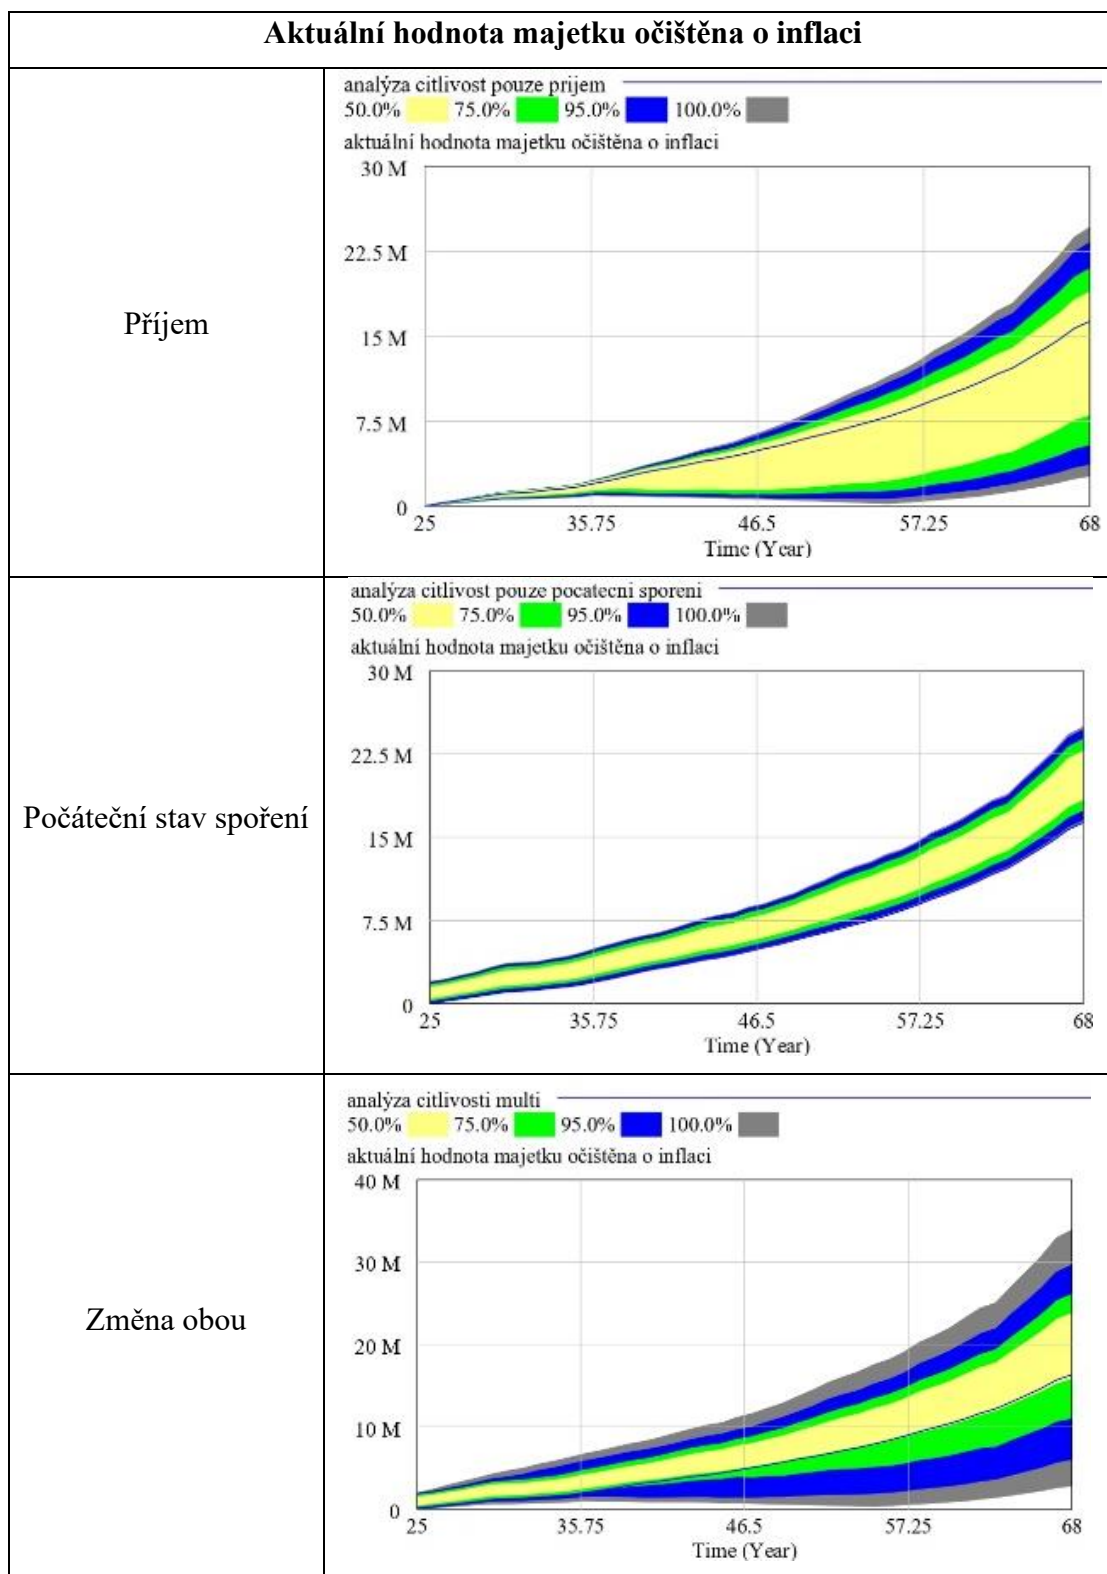 Aktuální hodnota majetku očištěna o inflaci
Příjem
analýza citlivost pouze prijem
50.0% 75.0% 95.0% 100.0%
aktuální hodnota majetku očištěna o inflaci
30 M
22.5 M
15 M
7.5 M
0
25 35.75 46.5 57.25 68
Time (Year)
Počáteční stav spoření
analýza citlivost pouze pocatecni sporeni
50.0% 75.0% 95.0% 100.0%
aktuální hodnota majetku očištěna o inflaci
30 M
22.5 M
15 M
7.5 M
0
25 35.75 46.5 57.25 68
Time (Year)
Změna obou
analýza citlivosti multi
50.0% 75.0% 95.0% 100.0%
aktuální hodnota majetku očištěna o inflaci
40 M
30 M
20 M
10 M
0
25 35.75 46.5 57.25 68
Time (Year)